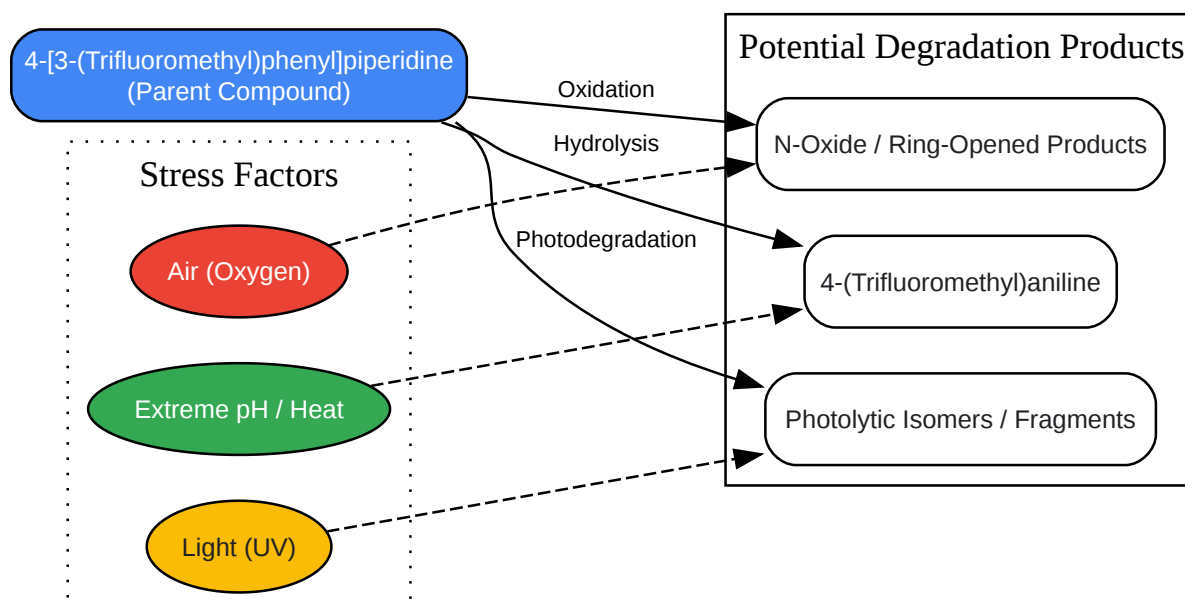 4-[3-(Trifluoromethyl)phenyl]piperidine
(Parent Compound)
Stress Factors
Air (Oxygen)
Extreme pH / Heat
Light (UV)
Oxidation
Hydrolysis
Photodegradation
Potential Degradation Products
N-Oxide / Ring-Opened Products
4-(Trifluoromethyl)aniline
Photolytic Isomers / Fragments